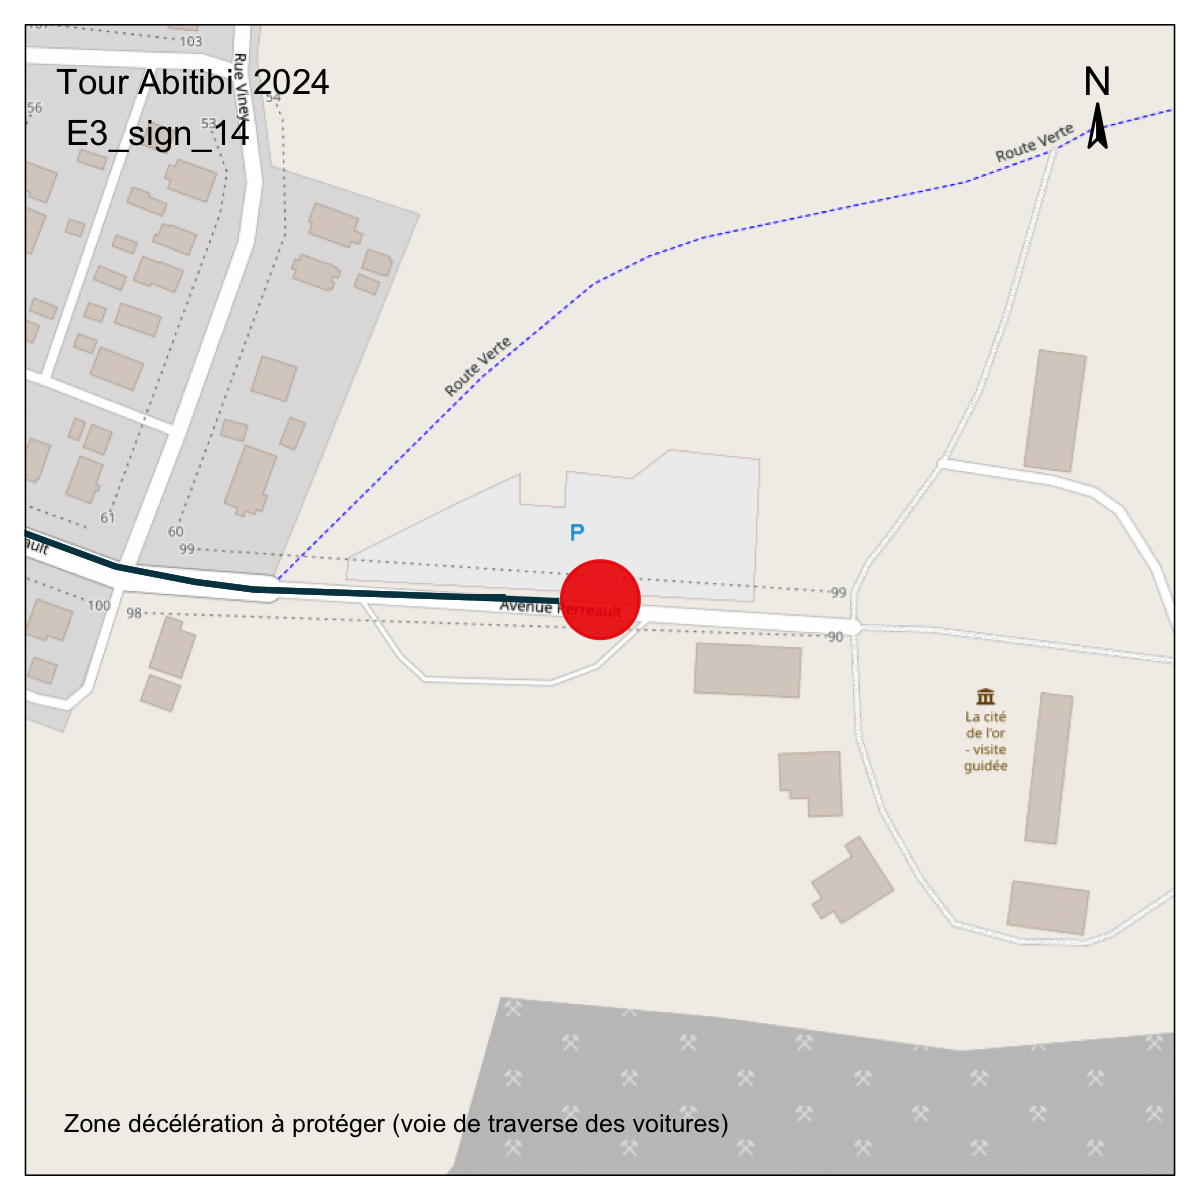 103
Rue Viney
Tour Abitibi 2024
56
54
53
E3_sign_14
N
Route Verte
Route Verte
P
61
60
99
99
100
98
Avenue Perreault
90
La cité
de l'or
- visite
guidée
Zone décélération à protéger (voie de traverse des voitures)